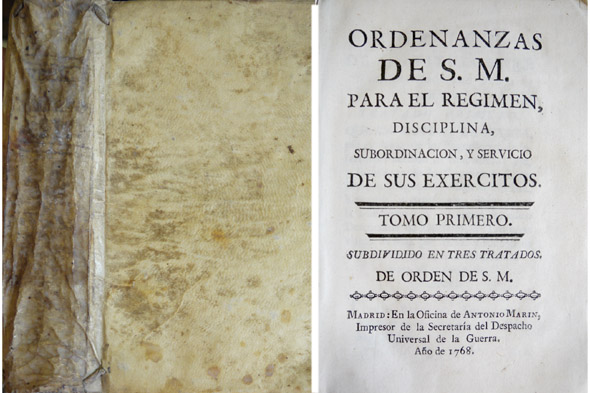 ORDENANZAS
DE S. M.
PARA EL REGIMEN,
DISCIPLINA,
SUBORDINACION, Y SERVICIO
DE SUS EXERCITOS.
TOMO PRIMERO.
SUBDIVIDIDO EN TRES TRATADOS.
DE ORDEN DE S. M.
MADRID: En la Oficina de ANTONIO MARIN,
Impresor de la Secretaría del Despacho
Universal de la Guerra.
Año de 1768.